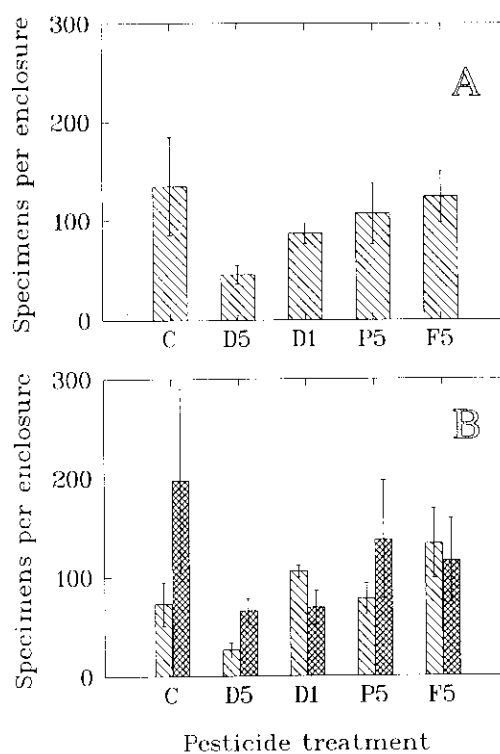 300
A
200
100
0
Specimens per enclosure
C D5 D1 P5 F5
300
B
200
100
0
Specimens per enclosure
C D5 D1 P5 F5
Pesticide treatment